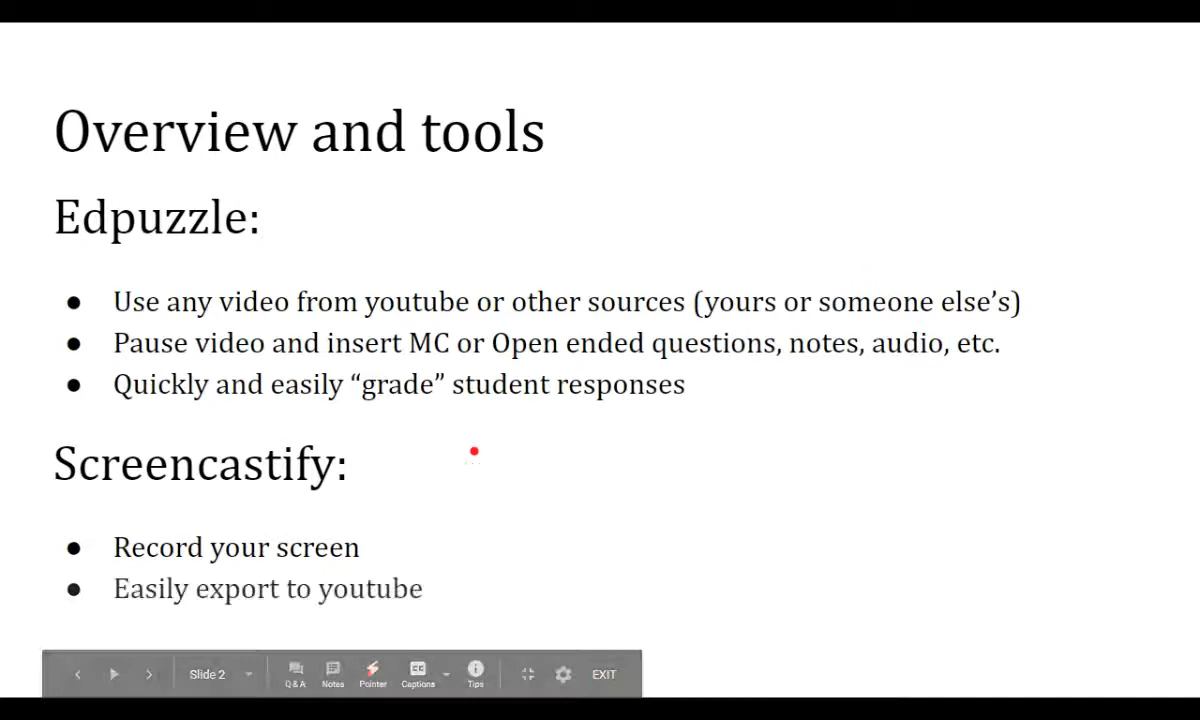 Overview and tools
Edpuzzle:
● Use any video from youtube or other sources (yours or someone else’s)
● Pause video and insert MC or Open ended questions, notes, audio, etc.
● Quickly and easily “grade” student responses
Screencastify:
● Record your screen
● Easily export to youtube
Slide 2
Q & A Notes Pointer CC Captions Tips EXIT